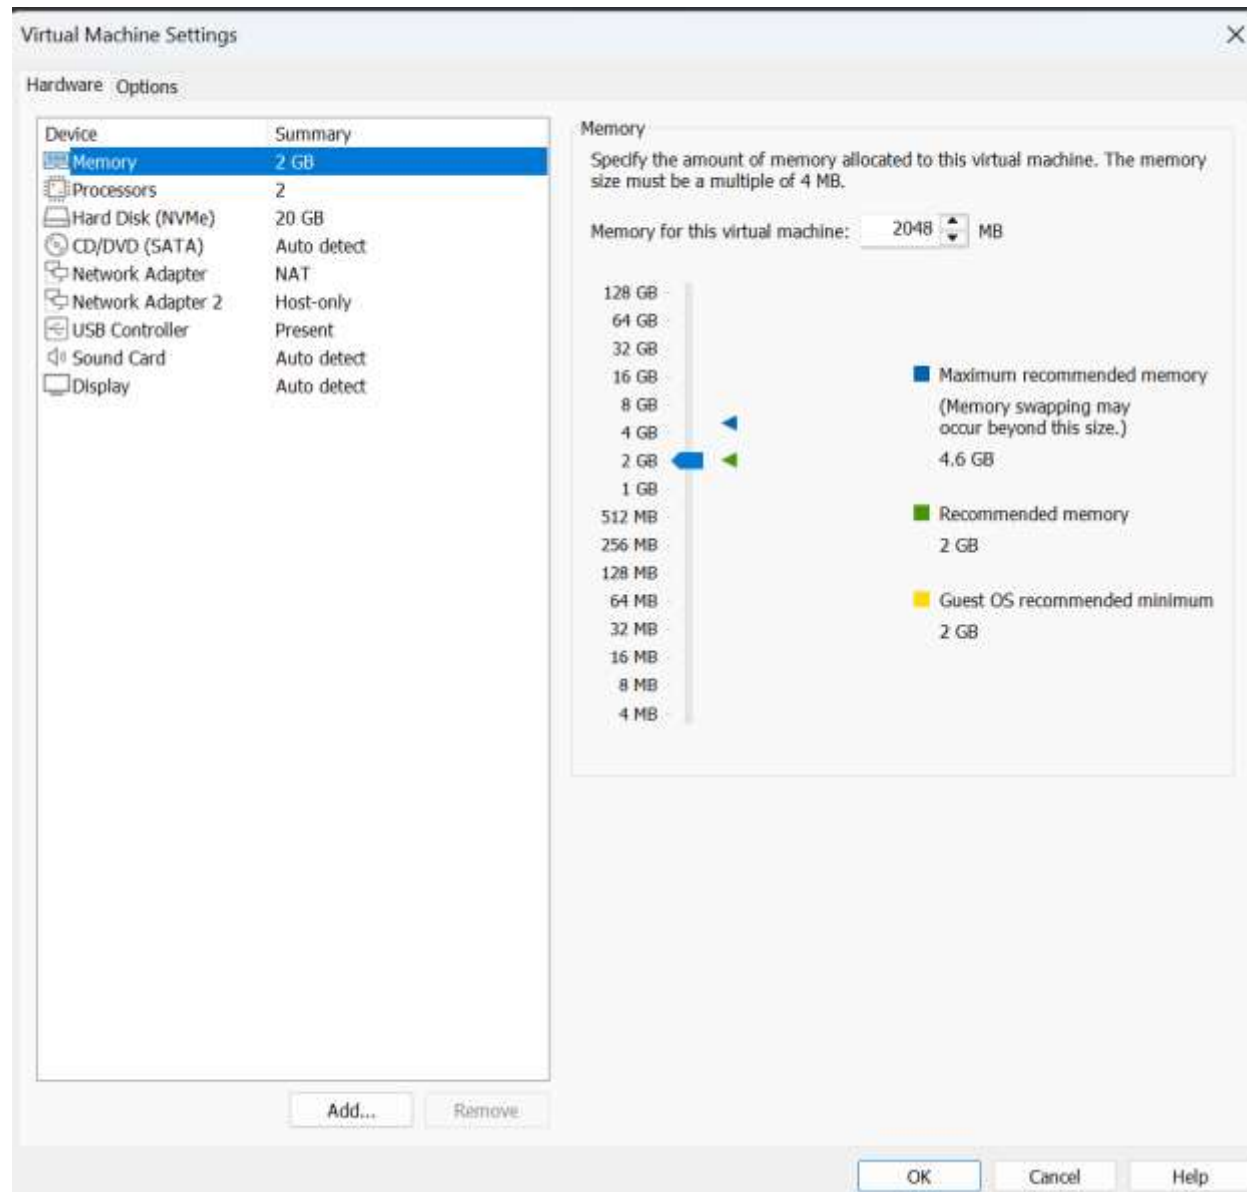 Virtual Machine Settings
Hardware Options
Device Summary
Memory 2 GB
Processors 2
Hard Disk (NVMe) 20 GB
CD/DVD (SATA) Auto detect
Network Adapter NAT
Network Adapter 2 Host-only
USB Controller Present
Sound Card Auto detect
Display Auto detect
Add... Remove
Memory
Specify the amount of memory allocated to this virtual machine. The memory
size must be a multiple of 4 MB.
Memory for this virtual machine: 2048 MB
128 GB
64 GB
32 GB
16 GB
8 GB
4 GB
2 GB
1 GB
512 MB
256 MB
128 MB
64 MB
32 MB
16 MB
8 MB
4 MB
Maximum recommended memory
(Memory swapping may
occur beyond this size.)
4.6 GB
Recommended memory
2 GB
Guest OS recommended minimum
2 GB
OK Cancel Help